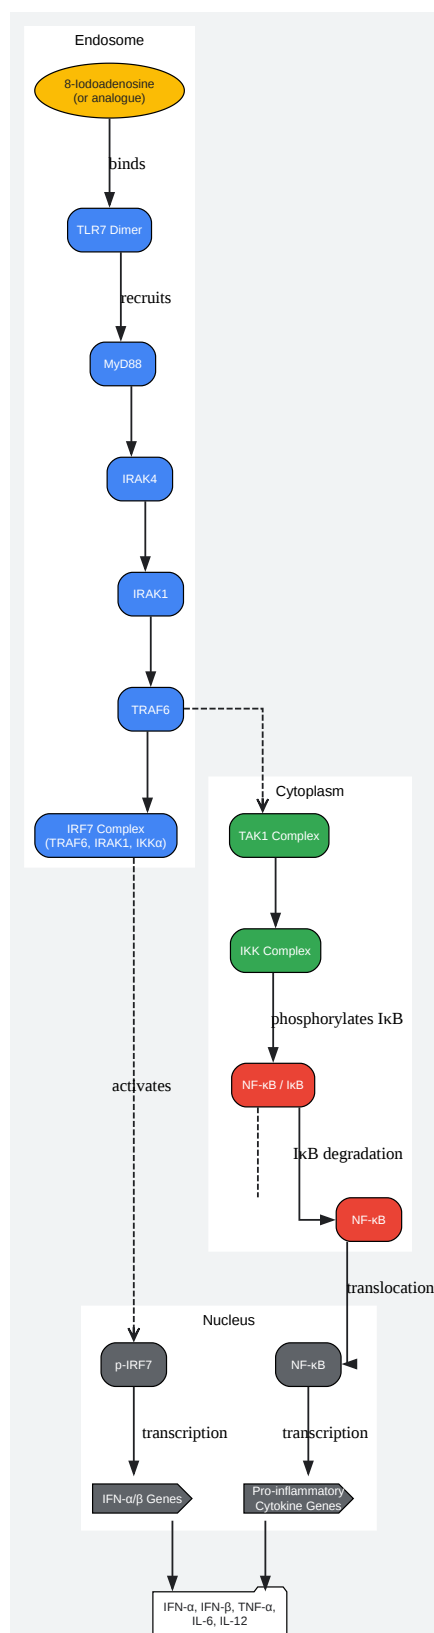 Endosome
8-Iodoadenosine
(or analogue)
binds
TLR7 Dimer
recruits
MyD88
IRAK4
IRAK1
TRAF6
Cytoplasm
IRF7 Complex
(TRAF6, IRAK1, IKKα)
TAK1 Complex
IKK Complex
phosphorylates IκB
NF-κB / IκB
activates
IκB degradation
NF-κB
translocation
Nucleus
p-IRF7
NF-κB
transcription
transcription
IFN-α/β Genes
Pro-inflammatory
Cytokine Genes
IFN-α, IFN-β, TNF-α,
IL-6, IL-12